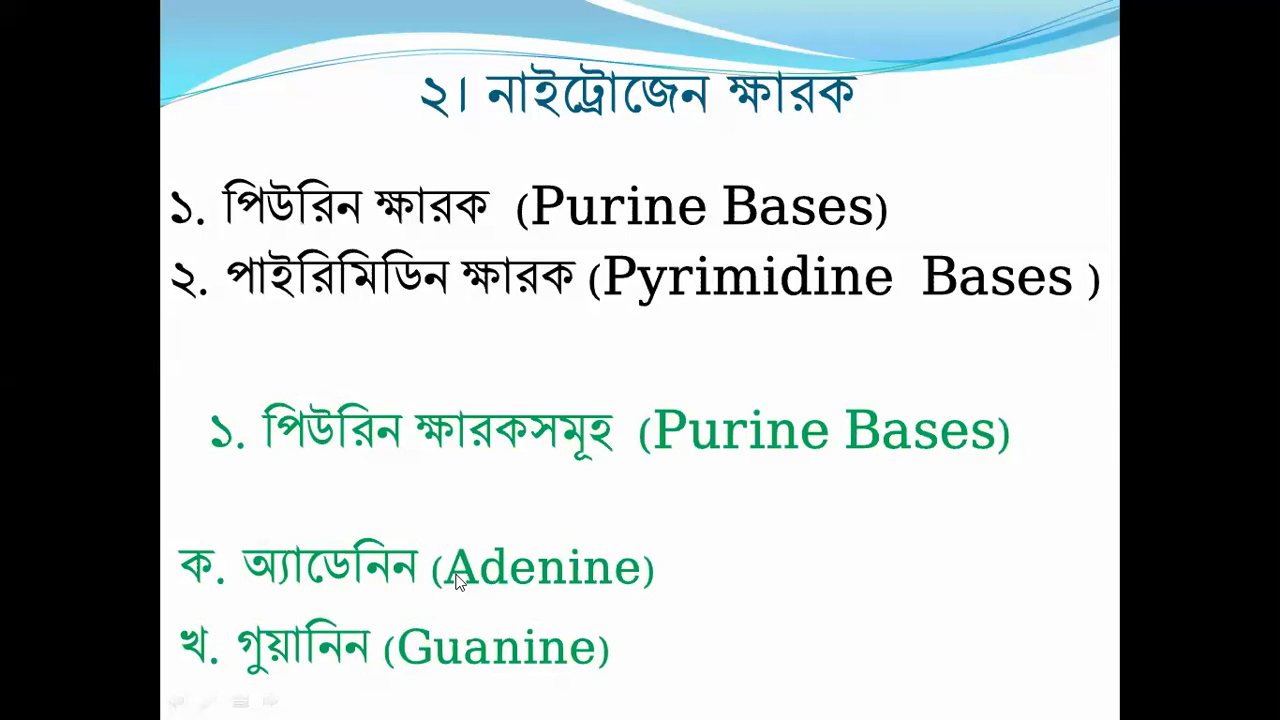 ২। নাইট্রোজেন ক্ষারক
১. পিউরিন ক্ষারক (Purine Bases)
২. পাইরিমিডিন ক্ষারক (Pyrimidine Bases )
১. পিউরিন ক্ষারকসমূহ (Purine Bases)
ক. অ্যাডেনিন (Adenine)
খ. গুয়ানিন (Guanine)